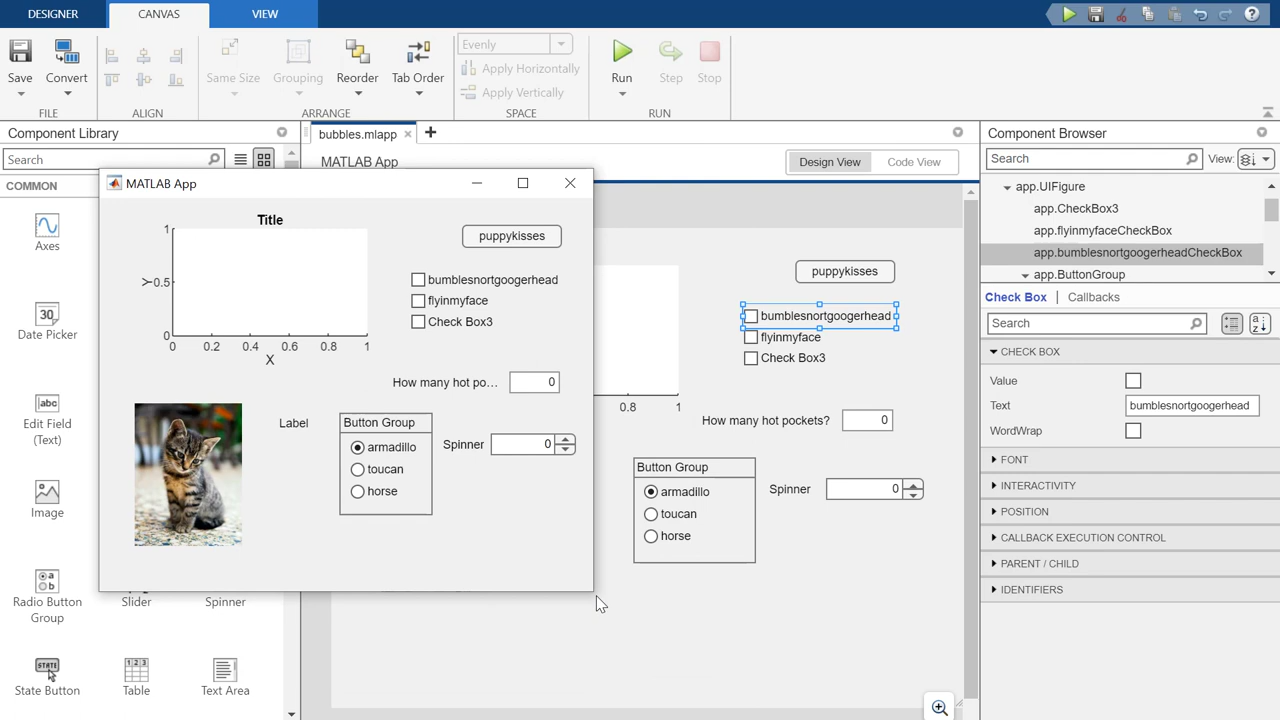 DESIGNER
CANVAS
VIEW
Save
Convert
Same Size
Grouping
Reorder
Tab Order
Evenly
Apply Horizontally
Apply Vertically
Run
Step
Stop
FILE
ALIGN
ARRANGE
SPACE
RUN
Component Library
Search
COMMON
Axes
Date Picker
Edit Field
(Text)
Image
Radio Button
Group
Slider
Spinner
State Button
STATE
Table
Text Area
bubbles.mlapp
MATLAB App
Design View
Code View
MATLAB App
Title
1
0.5
0
Y
0 0.2 0.4 0.6 0.8 1
X
puppykisses
bumblesnortgoogerhead
flyinmyface
Check Box3
How many hot po...
0
Label
Button Group
armadillo
toucan
horse
Spinner
0
puppykisses
bumblesnortgoogerhead
flyinmyface
Check Box3
0.8 1
How many hot pockets?
0
Button Group
armadillo
toucan
horse
Spinner
0
Component Browser
Search
View:
app.UIFigure
app.CheckBox3
app.flyinmyfaceCheckBox
app.bumblesnortgoogerheadCheckBox
app.ButtonGroup
Check Box | Callbacks
Search
CHECK BOX
Value
Text
bumblesnortgoogerhead
WordWrap
FONT
INTERACTIVITY
POSITION
CALLBACK EXECUTION CONTROL
PARENT / CHILD
IDENTIFIERS